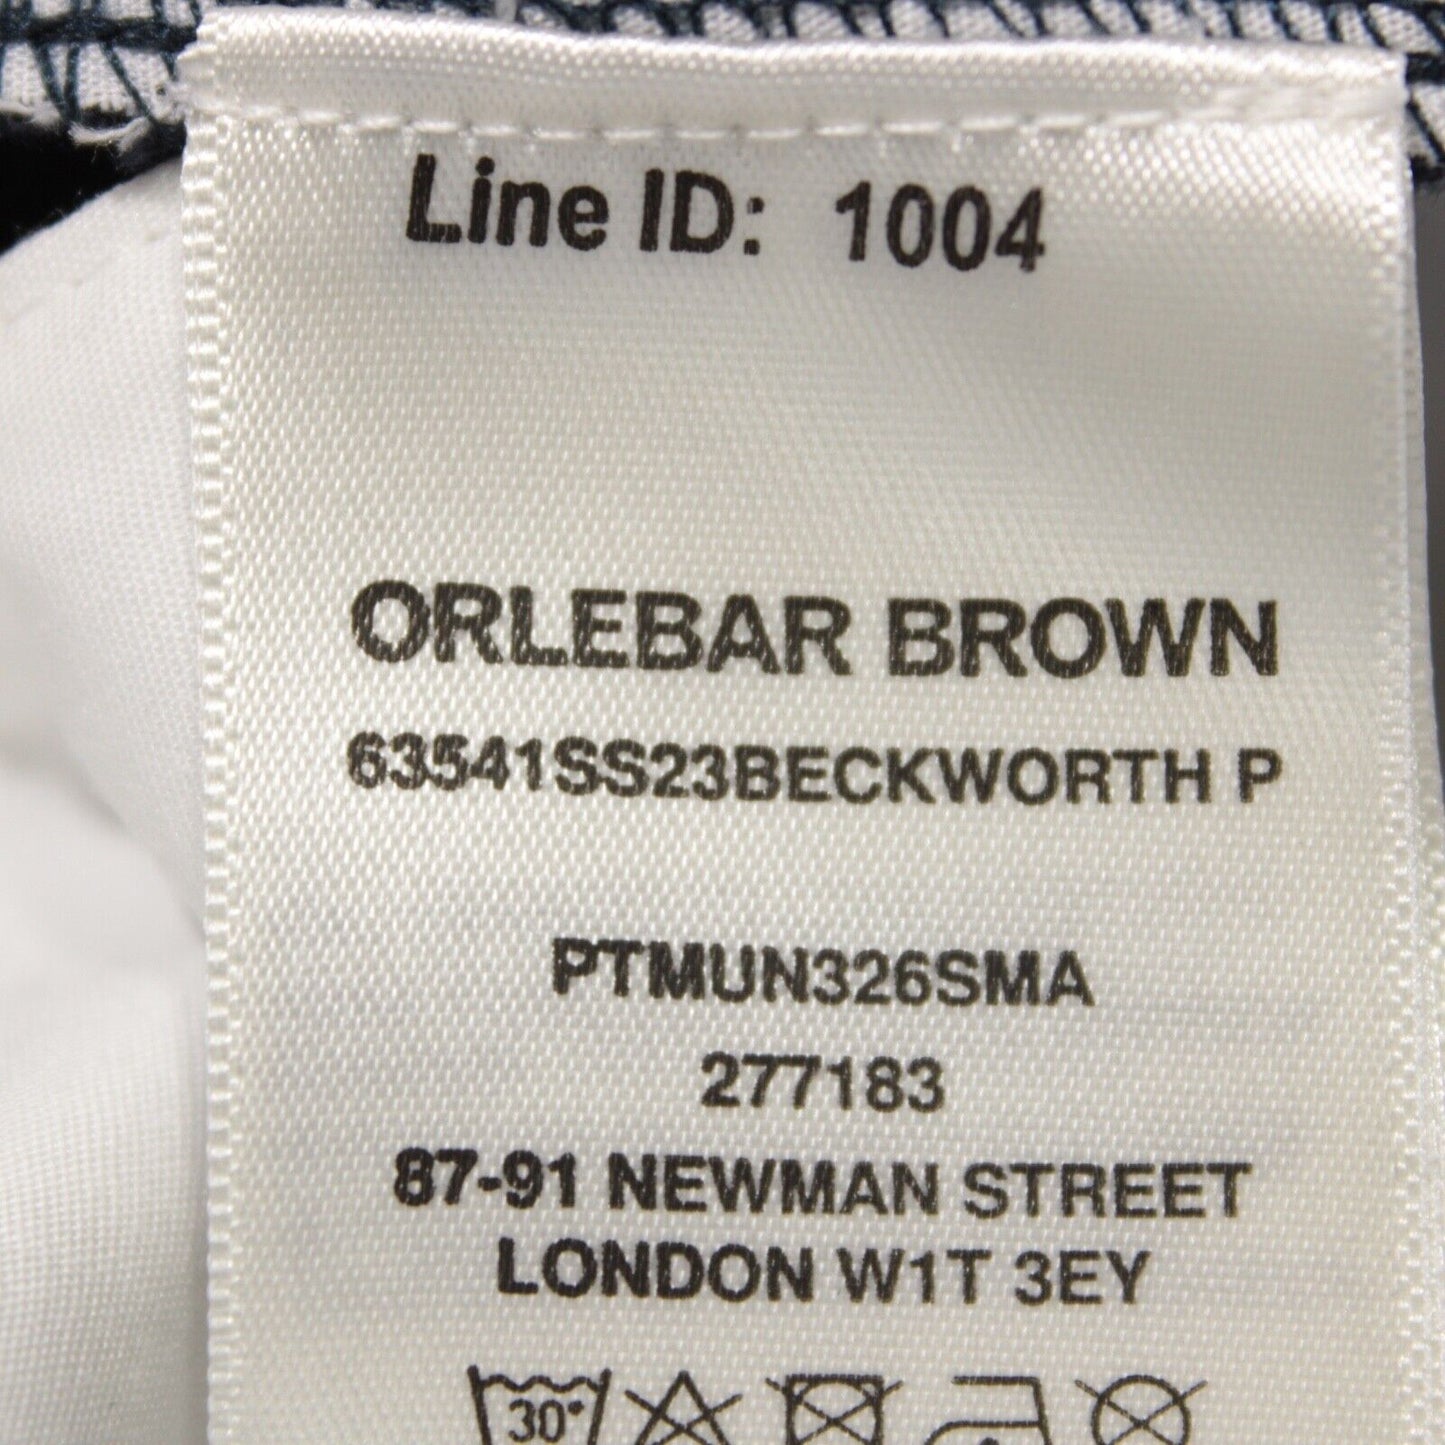 Line ID: 1004
ORLEBAR BROWN
63541SS23BECKWORTH P
PTMUN326SMA
277183
87-91 NEWMAN STREET
LONDON W1T 3EY
30°